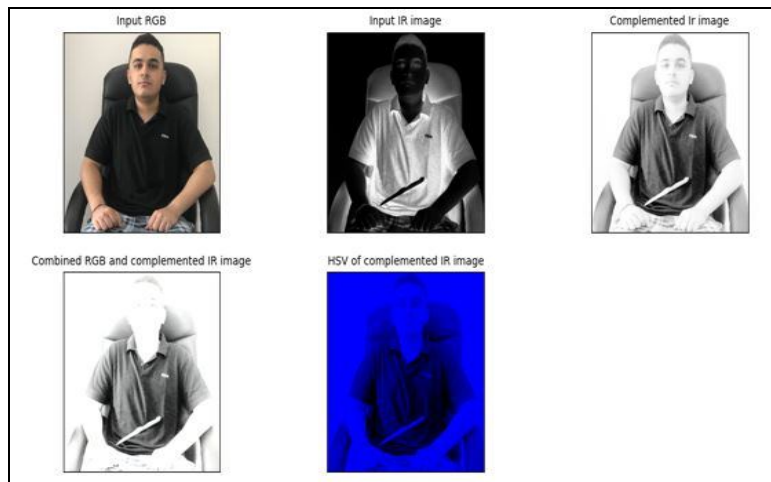 Input RGB
Input IR image
Complemented Ir image
Combined RGB and complemented IR image
HSV of complemented IR image